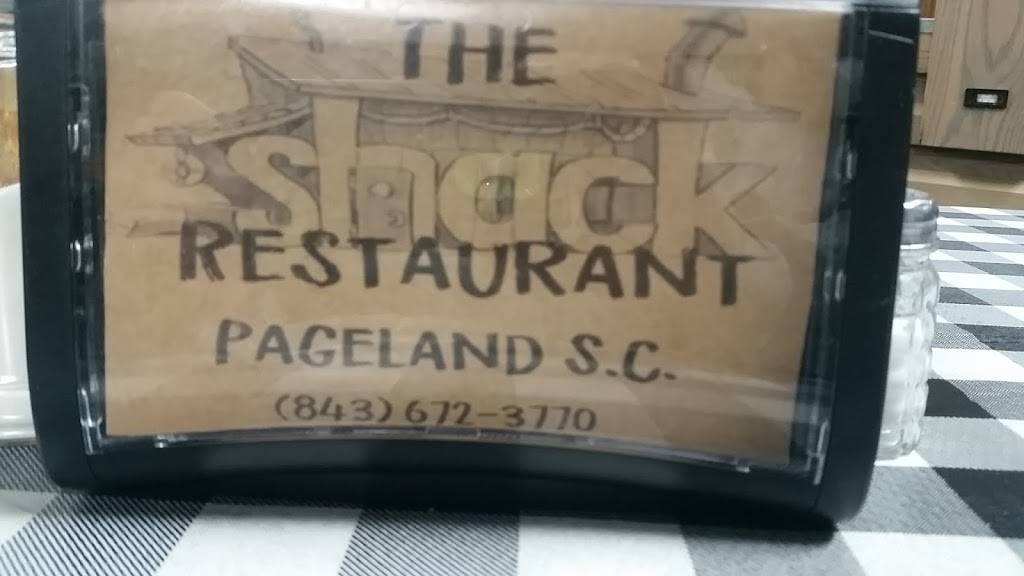 THE
shack
RESTAURANT
PAGELAND S.C.
(843) 672-3770